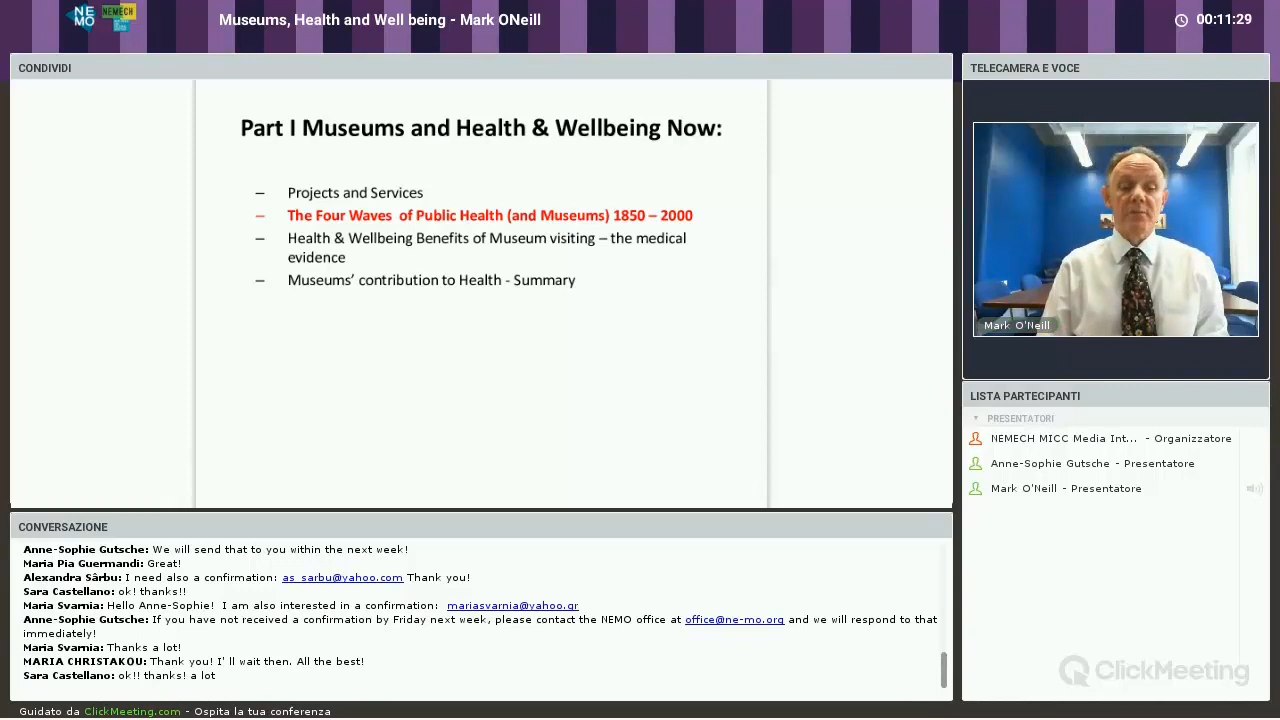 NE
MO
NEMECH
Museums, Health and Well being - Mark ONeill
00:11:29
CONDIVIDI
TELECAMERA E VOCE
Part I Museums and Health & Wellbeing Now:
– Projects and Services
– The Four Waves of Public Health (and Museums) 1850 – 2000
– Health & Wellbeing Benefits of Museum visiting – the medical
evidence
– Museums’ contribution to Health - Summary
Mark O'Neill
LISTA PARTECIPANTI
PRESENTATORI
NEMECH MICC Media Int... - Organizzatore
Anne-Sophie Gutsche - Presentatore
Mark O'Neill - Presentatore
CONVERSAZIONE
Anne-Sophie Gutsche: We will send that to you within the next week!
Maria Pia Guermandi: Great!
Alexandra Sârbu: I need also a confirmation: as_sarbu@yahoo.com Thank you!
Sara Castellano: ok! thanks!!
Maria Svarnia: Hello Anne-Sophie! I am also interested in a confirmation: mariasvarnia@yahoo.gr
Anne-Sophie Gutsche: If you have not received a confirmation by Friday next week, please contact the NEMO office at office@ne-mo.org and we will respond to that
immediately!
Maria Svarnia: Thanks a lot!
MARIA CHRISTAKOU: Thank you! I' ll wait then. All the best!
Sara Castellano: ok!! thanks! a lot
ClickMeeting
Guidato da ClickMeeting.com - Ospita la tua conferenza